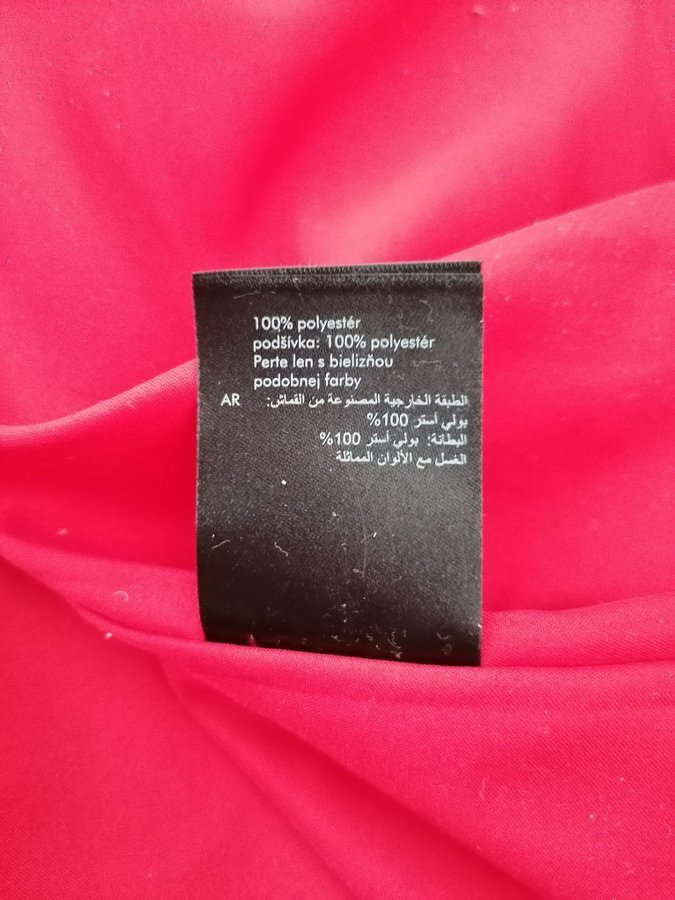 100% polyestér
podšívka: 100% polyestér
Perte len s bielizňou
podobnej farby
AR الطبقة الخارجية المصنوعة من القماش:
بولي أستر 100%
البطانة: بولي أستر 100%
الغسل مع الألوان المماثلة